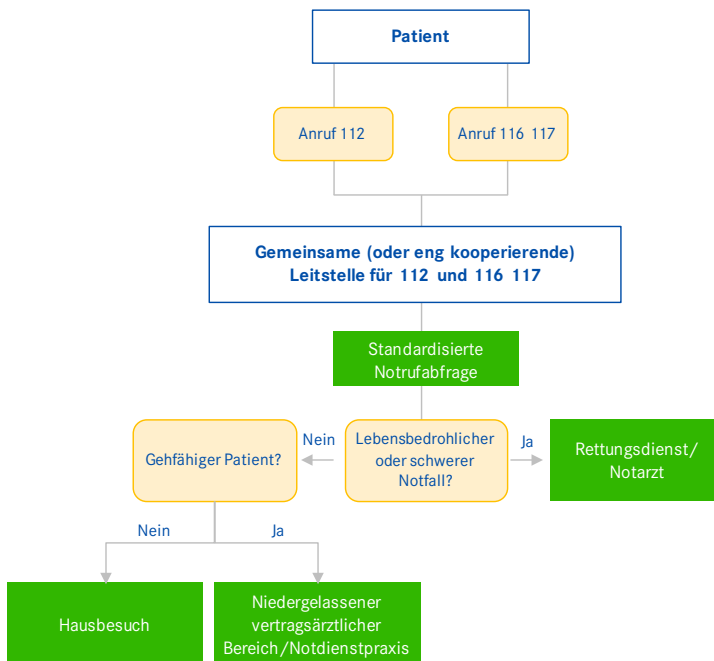 Patient
Anruf 112
Anruf 116 117
Gemeinsame (oder eng kooperierende)
Leitstelle für 112 und 116 117
Standardisierte
Notrufabfrage
Gehfähiger Patient?
Nein
Lebensbedrohlicher
oder schwerer
Notfall?
Ja
Rettungsdienst/
Notarzt
Nein
Ja
Hausbesuch
Niedergelassener
vertragsärztlicher
Bereich/Notdienstpraxis